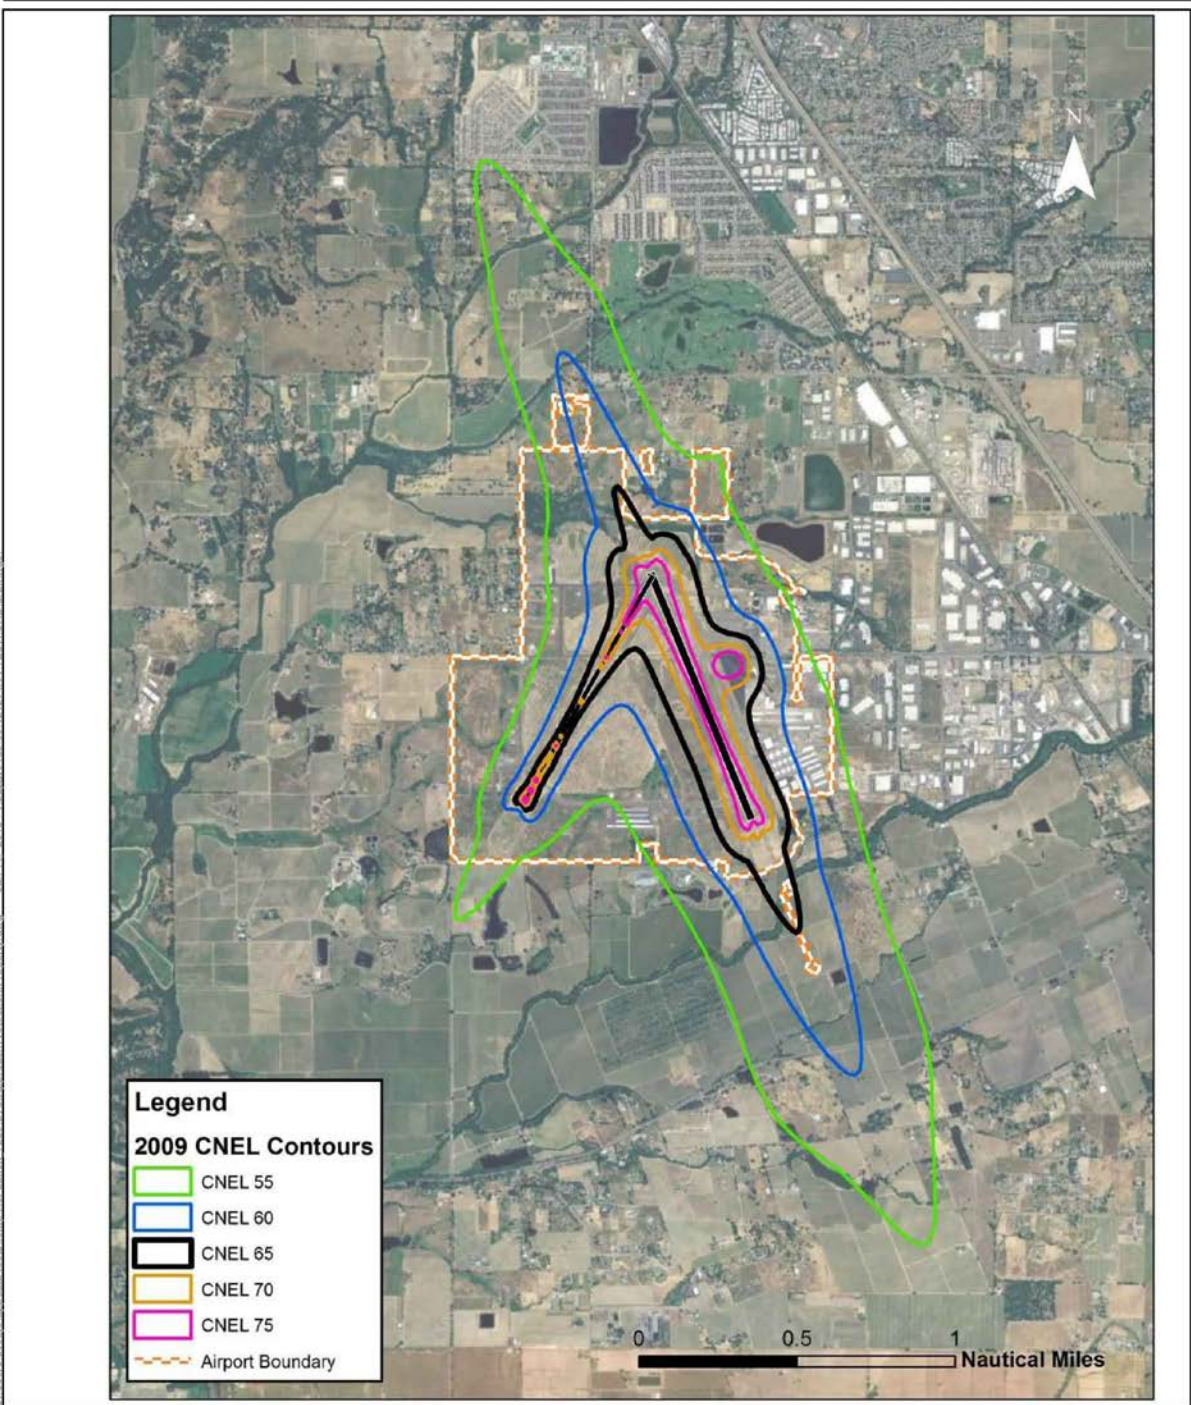 N
Legend
2009 CNEL Contours
CNEL 55
CNEL 60
CNEL 65
CNEL 70
CNEL 75
Airport Boundary
0 0.5 1
Nautical Miles